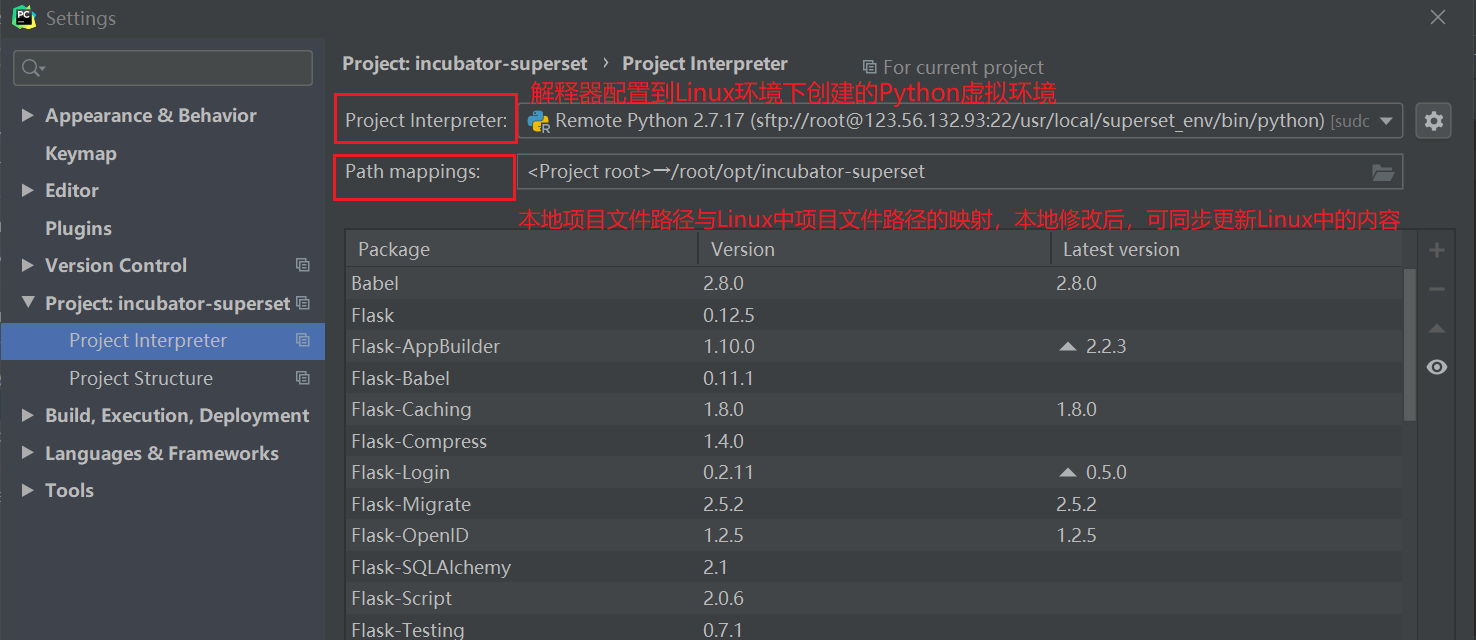 PC
Settings
Project: incubator-superset › Project Interpreter For current project
解释器配置到Linux环境下创建的Python虚拟环境
Project Interpreter: Remote Python 2.7.17 (sftp://root@123.56.132.93:22/usr/local/superset_env/bin/python) [sudc
Path mappings: <Project root>→/root/opt/incubator-superset
本地项目文件路径与Linux中项目文件路径的映射，本地修改后，可同步更新Linux中的内容
Appearance & Behavior
Keymap
Editor
Plugins
Version Control
Project: incubator-superset
Project Interpreter
Project Structure
Build, Execution, Deployment
Languages & Frameworks
Tools
Package Version Latest version
Babel 2.8.0 2.8.0
Flask 0.12.5
Flask-AppBuilder 1.10.0 2.2.3
Flask-Babel 0.11.1
Flask-Caching 1.8.0 1.8.0
Flask-Compress 1.4.0
Flask-Login 0.2.11 0.5.0
Flask-Migrate 2.5.2 2.5.2
Flask-OpenID 1.2.5 1.2.5
Flask-SQLAlchemy 2.1
Flask-Script 2.0.6
Flask-Testing 0.7.1